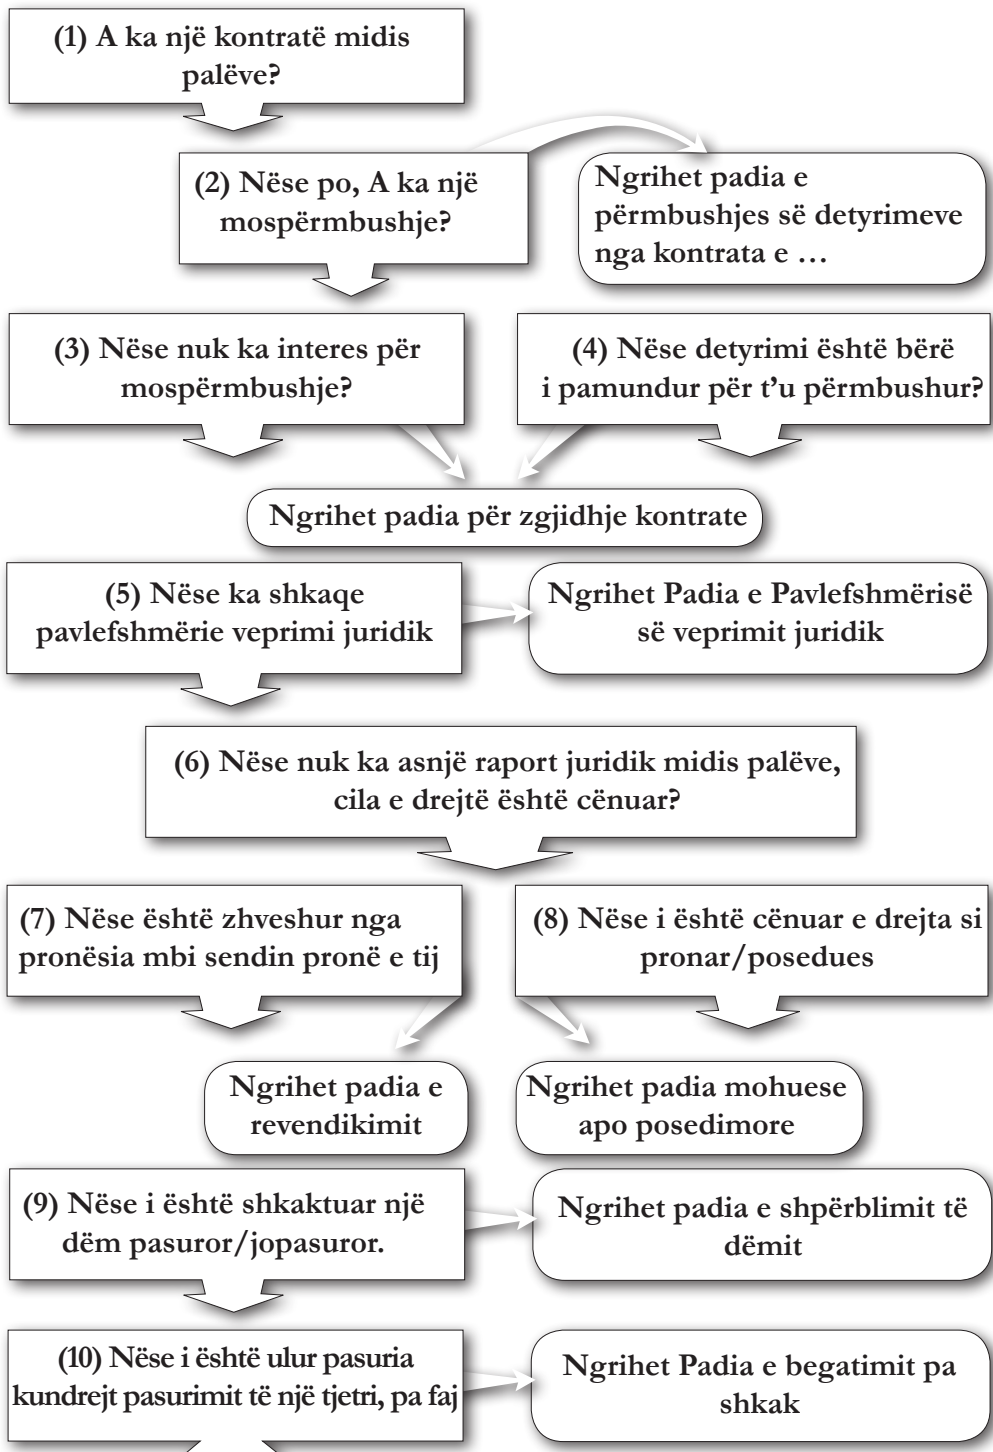 (1) A ka një kontratë midis
palëve?
(2) Nëse po, A ka një
mospërmbushje?
Ngrihet padia e
përmbushjes së detyrimeve
nga kontrata e …
(3) Nëse nuk ka interes për
mospërmbushje?
(4) Nëse detyrimi është bërë
i pamundur për t’u përmbushur?
Ngrihet padia për zgjidhje kontrate
(5) Nëse ka shkaqe
pavlefshmërie veprimi juridik
Ngrihet Padia e Pavlefshmërisë
së veprimit juridik
(6) Nëse nuk ka asnjë raport juridik midis palëve,
cila e drejtë është cënuar?
(7) Nëse është zhveshur nga
pronësia mbi sendin pronë e tij
(8) Nëse i është cënuar e drejta si
pronar/posedues
Ngrihet padia e
revendikimit
Ngrihet padia mohuese
apo posedimore
(9) Nëse i është shkaktuar një
dëm pasuror/jopasuror.
Ngrihet padia e shpërblimit të
dëmit
(10) Nëse i është ulur pasuria
kundrejt pasurimit të një tjetri, pa faj
Ngrihet Padia e begatimit pa
shkak